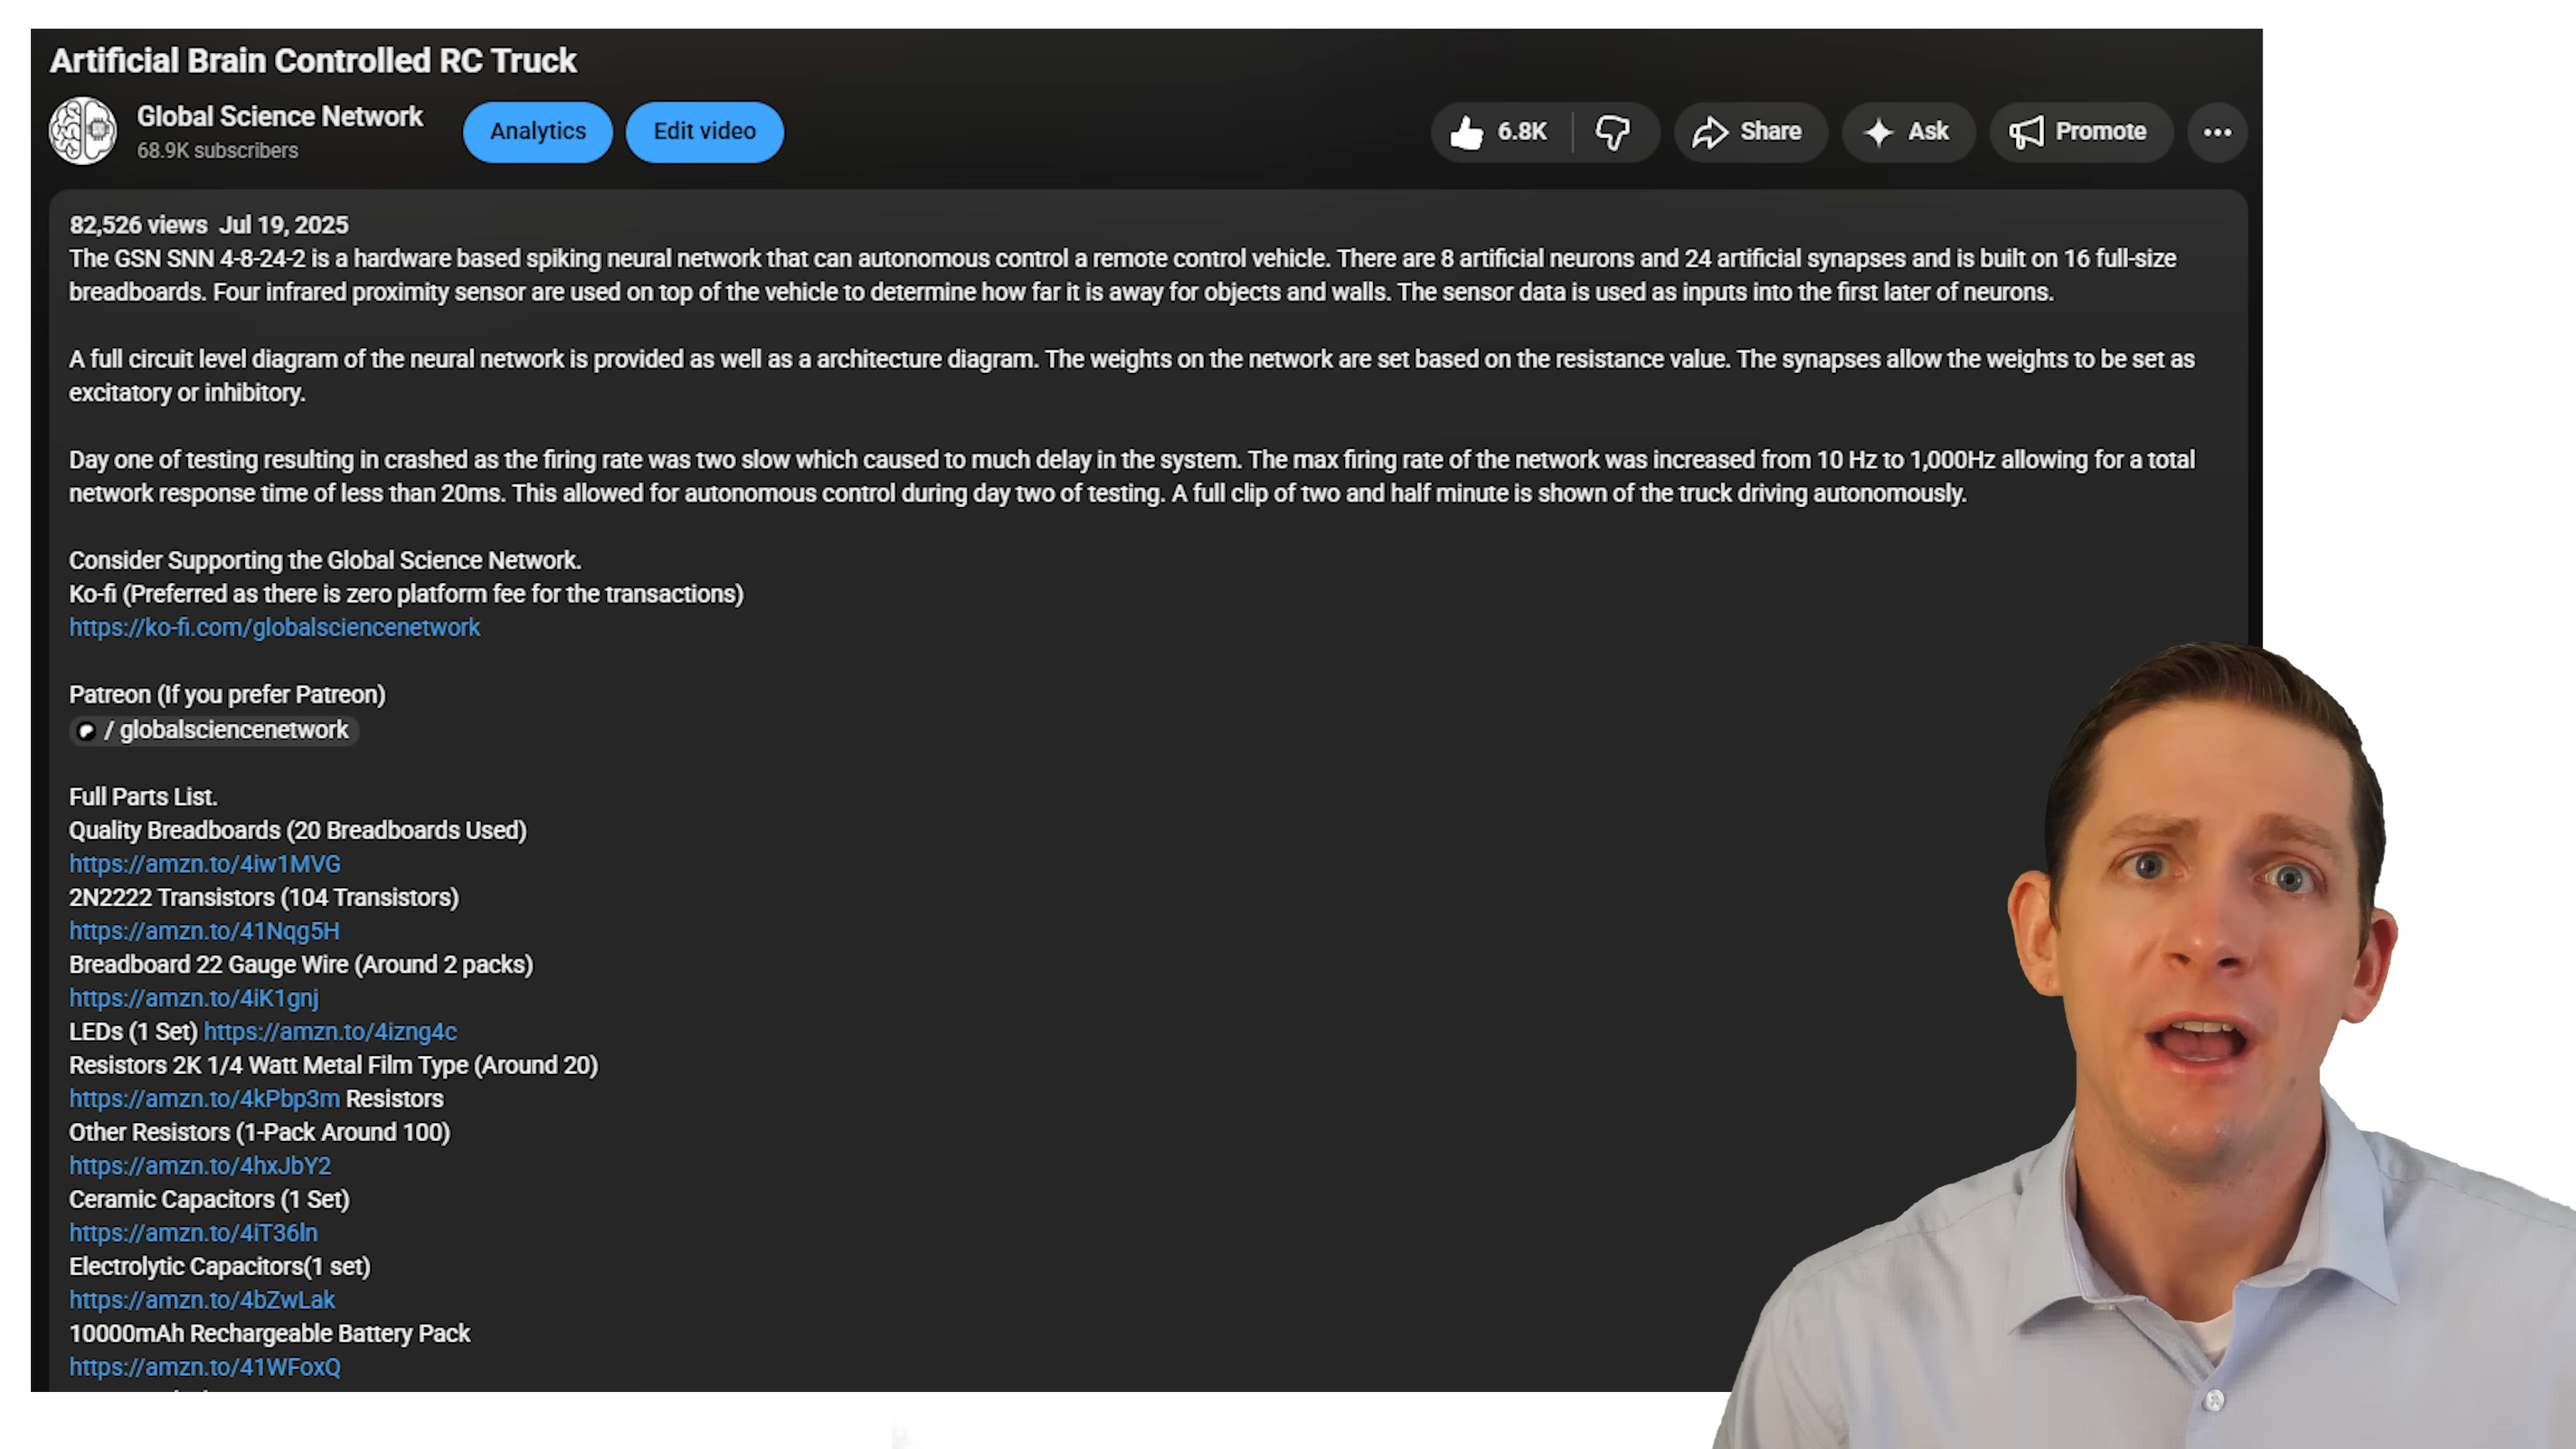 Artificial Brain Controlled RC Truck
Global Science Network
68.9K subscribers
Analytics
Edit video
6.8K
Share
Ask
Promote
82,526 views Jul 19, 2025
The GSN SNN 4-8-24-2 is a hardware based spiking neural network that can autonomous control a remote control vehicle. There are 8 artificial neurons and 24 artificial synapses and is built on 16 full-size
breadboards. Four infrared proximity sensor are used on top of the vehicle to determine how far it is away for objects and walls. The sensor data is used as inputs into the first later of neurons.
A full circuit level diagram of the neural network is provided as well as a architecture diagram. The weights on the network are set based on the resistance value. The synapses allow the weights to be set as
excitatory or inhibitory.
Day one of testing resulting in crashed as the firing rate was two slow which caused to much delay in the system. The max firing rate of the network was increased from 10 Hz to 1,000Hz allowing for a total
network response time of less than 20ms. This allowed for autonomous control during day two of testing. A full clip of two and half minute is shown of the truck driving autonomously.
Consider Supporting the Global Science Network.
Ko-fi (Preferred as there is zero platform fee for the transactions)
https://ko-fi.com/globalsciencenetwork
Patreon (If you prefer Patreon)
/ globalsciencenetwork
Full Parts List.
Quality Breadboards (20 Breadboards Used)
https://amzn.to/4iw1MVG
2N2222 Transistors (104 Transistors)
https://amzn.to/41Nqg5H
Breadboard 22 Gauge Wire (Around 2 packs)
https://amzn.to/4iK1gnj
LEDs (1 Set) https://amzn.to/4izng4c
Resistors 2K 1/4 Watt Metal Film Type (Around 20)
https://amzn.to/4kPbp3m Resistors
Other Resistors (1-Pack Around 100)
https://amzn.to/4hxJbY2
Ceramic Capacitors (1 Set)
https://amzn.to/4iT36ln
Electrolytic Capacitors(1 set)
https://amzn.to/4bZwLak
10000mAh Rechargeable Battery Pack
https://amzn.to/41WFoxQ